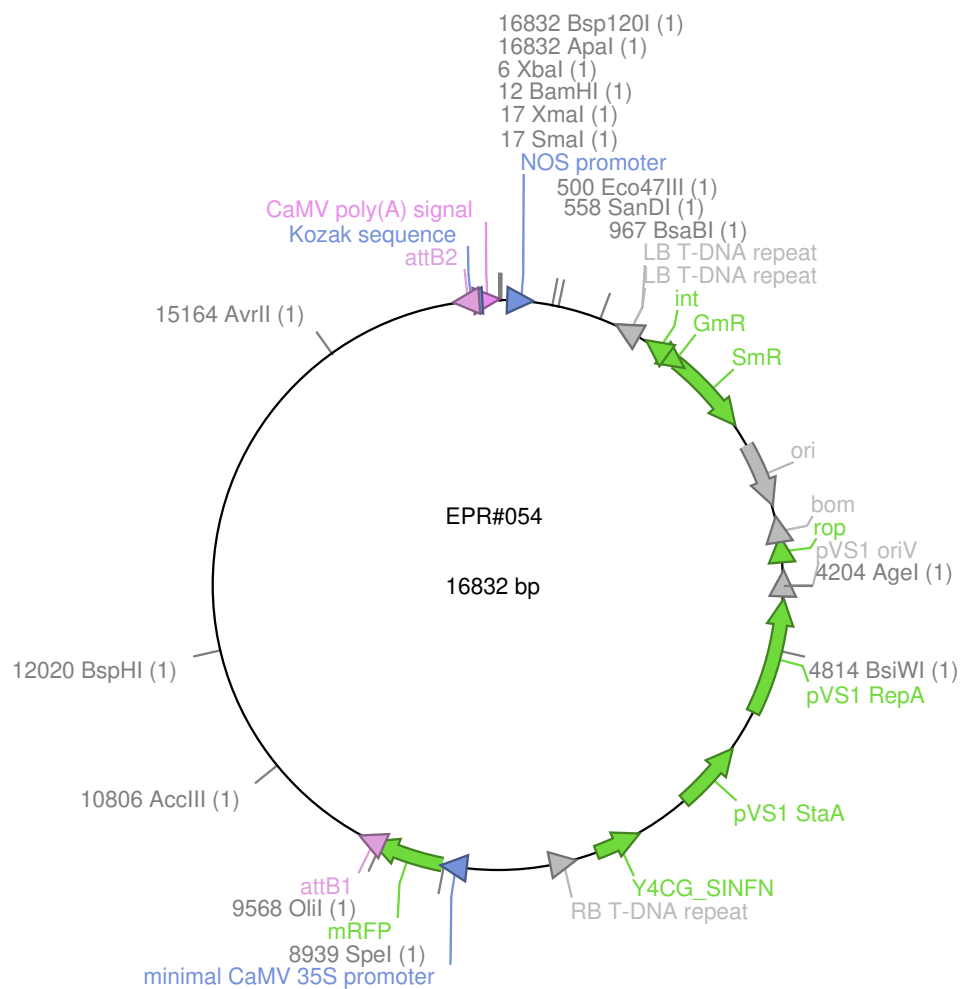 16832 Bsp120I (1)
16832 ApaI (1)
6 XbaI (1)
12 BamHI (1)
17 XmaI (1)
17 SmaI (1)
NOS promoter
500 Eco47III (1)
558 SanDI (1)
967 BsaBI (1)
LB T-DNA repeat
LB T-DNA repeat
int
GmR
SmR
CaMV poly(A) signal
Kozak sequence
attB2
15164 AvrII (1)
ori
bom
rop
pVS1 oriV
4204 AgeI (1)
EPR#054
16832 bp
12020 BspHI (1)
4814 BsiWI (1)
pVS1 RepA
10806 AccIII (1)
pVS1 StaA
attB1
Y4CG_SINFN
9568 OliI (1)
RB T-DNA repeat
mRFP
8939 SpeI (1)
minimal CaMV 35S promoter